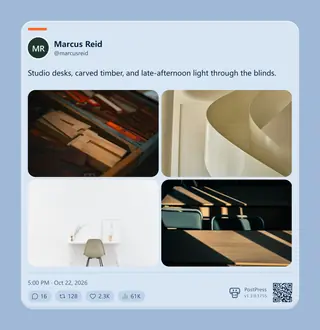 MR
Marcus Reid
@marcusreid
Studio desks, carved timber, and late-afternoon light through the blinds.
5:00 PM · Oct 22, 2026
16
128
2.3K
61K
PostPress